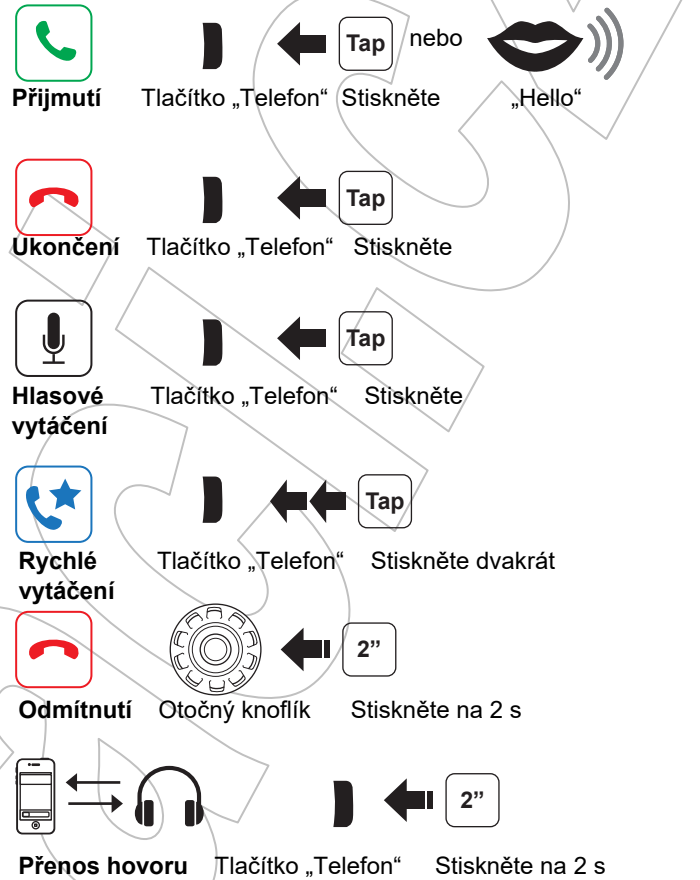 Tap nebo
Přijmutí Tlačítko „Telefon“ Stiskněte „Hello“
Tap
Ukončení Tlačítko „Telefon“ Stiskněte
Tap
Hlasové Tlačítko „Telefon“ Stiskněte
vytáčení
Tap
Rychlé Tlačítko „Telefon“ Stiskněte dvakrát
vytáčení
2”
Odmítnutí Otočný knoflík Stiskněte na 2 s
2”
Přenos hovoru Tlačítko „Telefon“ Stiskněte na 2 s